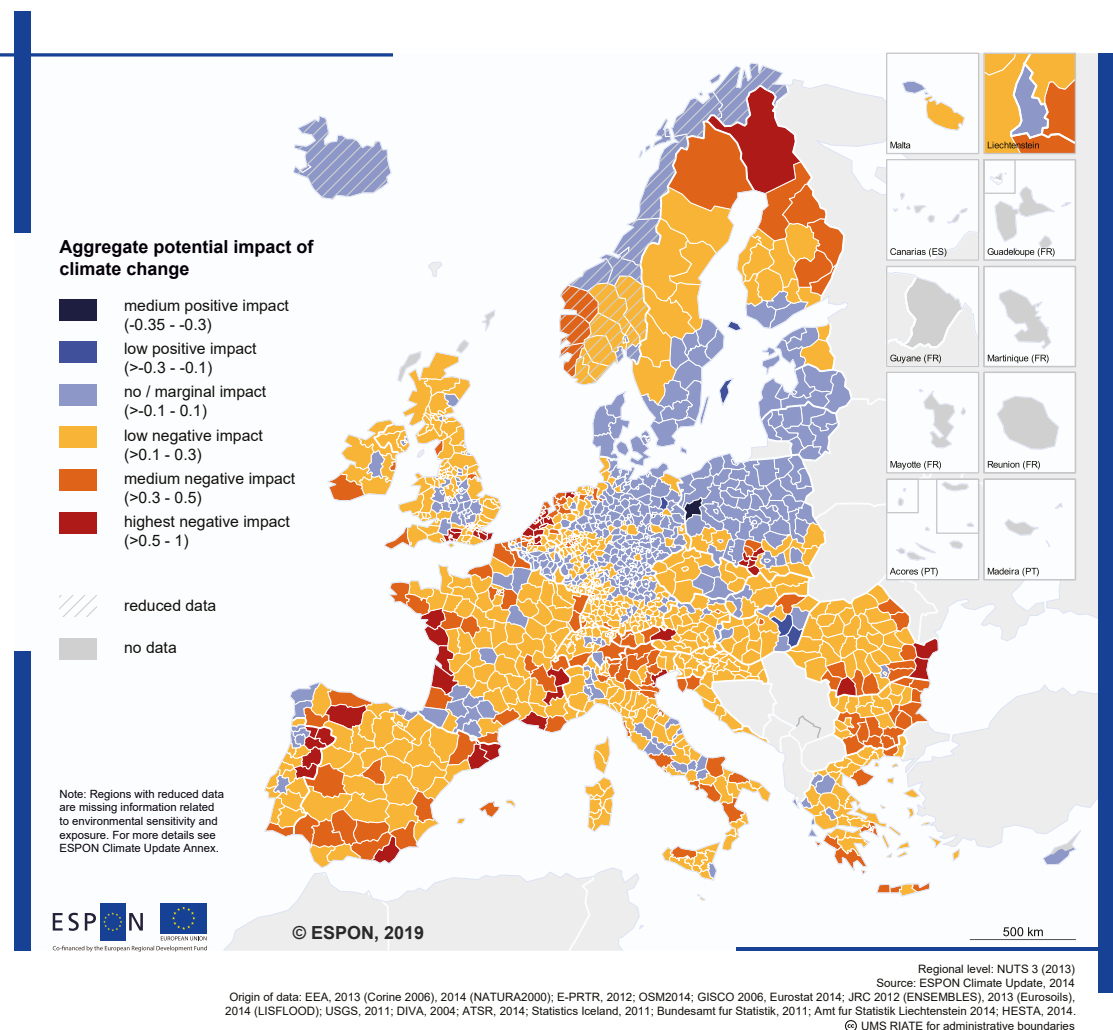 Aggregate potential impact of
climate change
medium positive impact
(-0.35 - -0.3)
low positive impact
(>-0.3 - -0.1)
no / marginal impact
(>-0.1 - 0.1)
low negative impact
(>0.1 - 0.3)
medium negative impact
(>0.3 - 0.5)
highest negative impact
(>0.5 - 1)
reduced data
no data
Note: Regions with reduced data
are missing information related
to environmental sensitivity and
exposure. For more details see
ESPON Climate Update Annex.
Malta
Liechtenstein
Canarias (ES)
Guadeloupe (FR)
Guyane (FR)
Martinique (FR)
Mayotte (FR)
Reunion (FR)
Acores (PT)
Madeira (PT)
ESPON
EUROPEAN UNION
Co-financed by the European Regional Development Fund
© ESPON, 2019
500 km
Regional level: NUTS 3 (2013)
Source: ESPON Climate Update, 2014
Origin of data: EEA, 2013 (Corine 2006), 2014 (NATURA2000); E-PRTR, 2012; OSM2014; GISCO 2006, Eurostat 2014; JRC 2012 (ENSEMBLES), 2013 (Eurosoils),
2014 (LISFLOOD); USGS, 2011; DIVA, 2004; ATSR, 2014; Statistics Iceland, 2011; Bundesamt fur Statistik, 2011; Amt fur Statistik Liechtenstein 2014; HESTA, 2014.
UMS RIATE for administrative boundaries